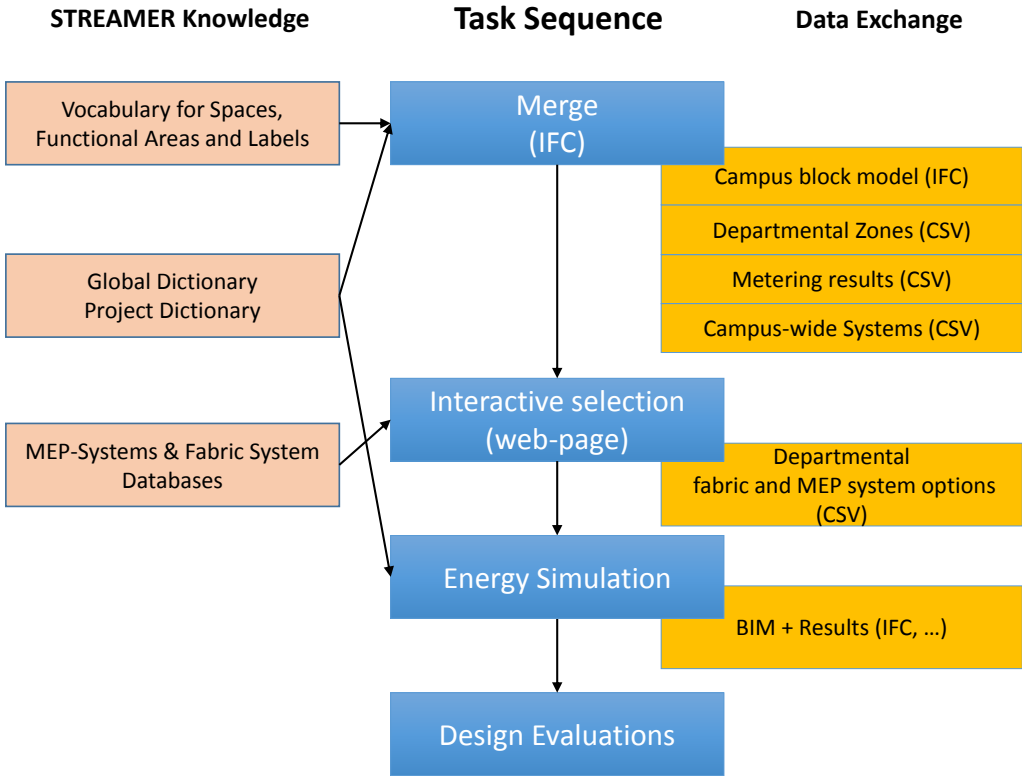 STREAMER Knowledge
Task Sequence
Data Exchange
Vocabulary for Spaces,
Functional Areas and Labels
Merge
(IFC)
Campus block model (IFC)
Departmental Zones (CSV)
Global Dictionary
Project Dictionary
Metering results (CSV)
Campus-wide Systems (CSV)
Interactive selection
(web-page)
MEP-Systems & Fabric System
Databases
Departmental
fabric and MEP system options
(CSV)
Energy Simulation
BIM + Results (IFC, ...)
Design Evaluations